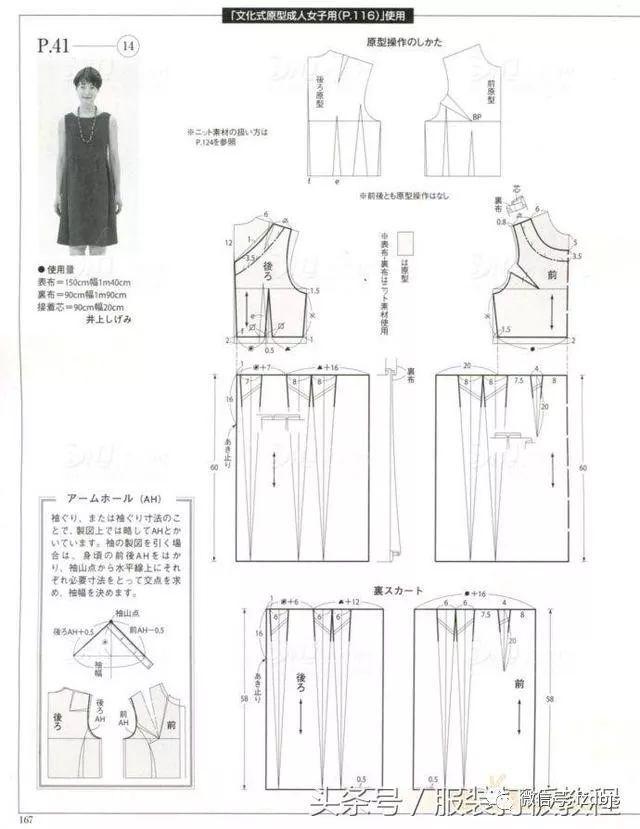 「文化式原型成人女子用(P.116)」使用
P.41
14
原型操作のしかた
後ろ原型
前原型
BP
f
e
※ニット素材の扱い方は
P.124を参照
※前後とも原型操作はなし
●使用量
表布=150cm幅1m40cm
裏布=90cm幅1m90cm
接着芯=90cm幅20cm
井上しげみ
6
12
1
3.5
後ろ
1.5
e
f
2
0.5
※表布・裏布はニット素材使用
は原型
芯
裏布
0.8
6
5
3.5
前
1.5
2
2
1
+7
+16
7
8
8
16
あき止り
60
裏布
20
8
8
7.5
4
8
20
60
アームホール(AH)
袖ぐり、または袖ぐり寸法のこ
とで、製図上では略してAHとか
いています。袖の製図を引く場
合は、身頃の前後AHをはか
り、袖山点から水平線上にそれ
ぞれ必要寸法をとって交点を求
め、袖幅を決めます。
袖山点
後ろAH+0.5
前AH−0.5
袖幅
後ろ
後ろAH
前AH
前
裏スカート
1
+6
+12
6
6
6
16
あき止り
後ろ
58
0.5
+16
6
6
7.5
4
8
16
前
58
0.5
头条号/服装打板教程
167